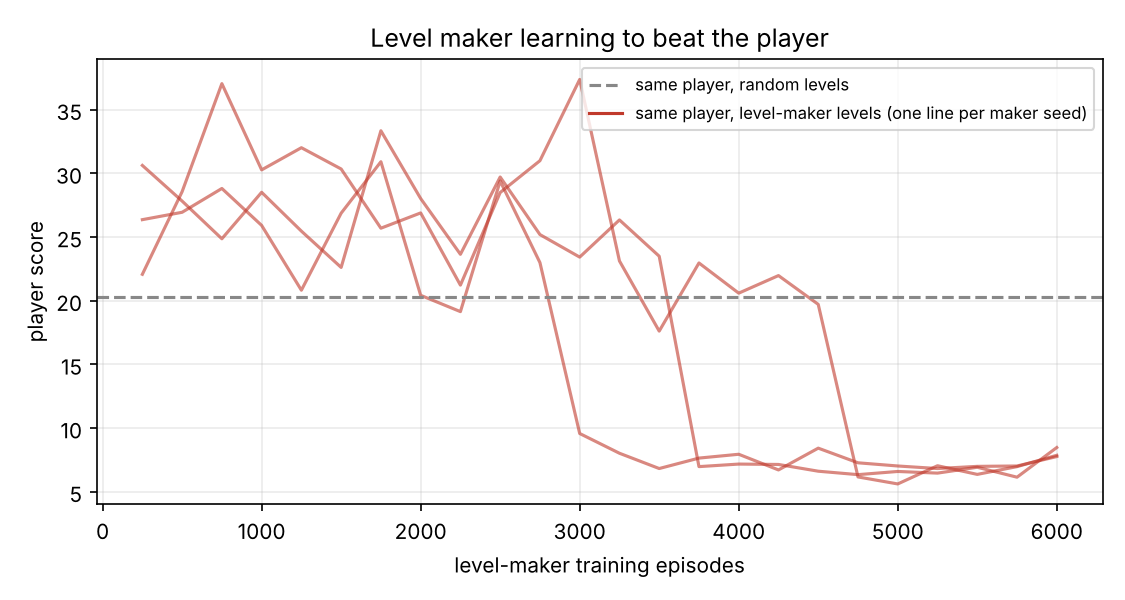 Level maker learning to beat the player
same player, random levels
same player, level-maker levels (one line per maker seed)
player score
35
30
25
20
15
10
5
0 1000 2000 3000 4000 5000 6000
level-maker training episodes